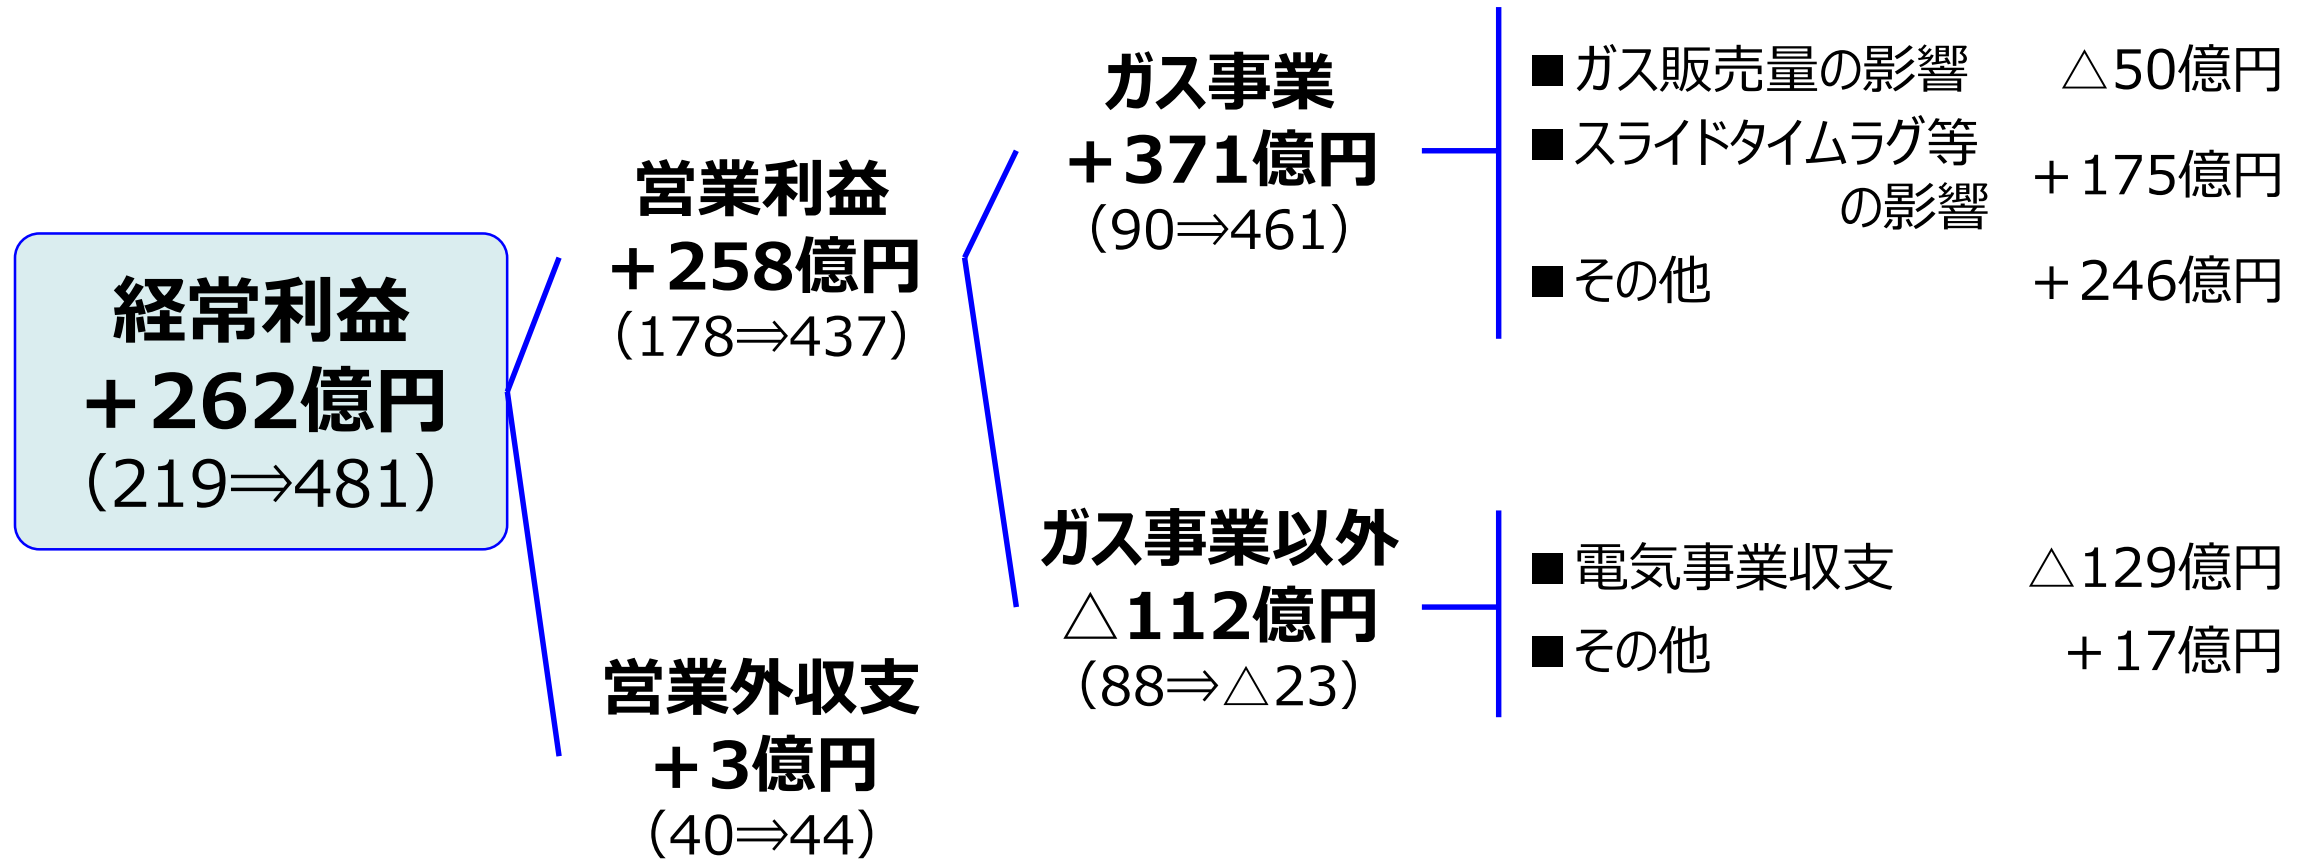 経常利益
＋262億円
（219⇒481）
営業利益
＋258億円
（178⇒437）
営業外収支
＋3億円
（40⇒44）
ガス事業
＋371億円
（90⇒461）
■ ガス販売量の影響 △50億円
■ スライドタイムラグ等
の影響 ＋175億円
■ その他 ＋246億円
ガス事業以外
△112億円
（88⇒△23）
■ 電気事業収支 △129億円
■ その他 ＋17億円